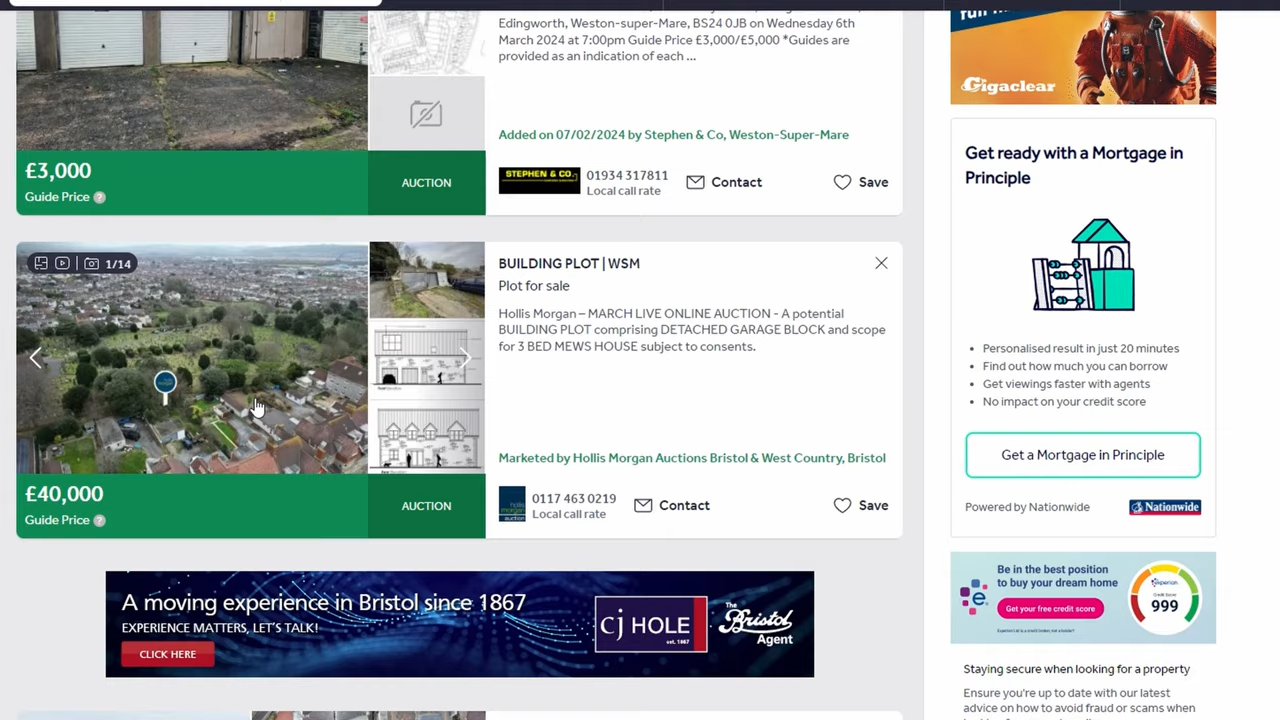 Edingworth, Weston-super-Mare, BS24 0JB on Wednesday 6th
March 2024 at 7:00pm Guide Price £3,000/£5,000 *Guides are
provided as an indication of each ...
Added on 07/02/2024 by Stephen & Co, Weston-Super-Mare
£3,000
Guide Price ?
AUCTION
STEPHEN & CO.
01934 317811
Local call rate
Contact
Save
1/14
BUILDING PLOT | WSM
Plot for sale
Hollis Morgan – MARCH LIVE ONLINE AUCTION - A potential
BUILDING PLOT comprising DETACHED GARAGE BLOCK and scope
for 3 BED MEWS HOUSE subject to consents.
Marketed by Hollis Morgan Auctions Bristol & West Country, Bristol
£40,000
Guide Price ?
AUCTION
hollis
morgan
auction
0117 463 0219
Local call rate
Contact
Save
A moving experience in Bristol since 1867
EXPERIENCE MATTERS, LET'S TALK!
CLICK HERE
cj HOLE
est. 1867
The
Bristol
Agent
Gigaclear
Get ready with a Mortgage in
Principle
• Personalised result in just 20 minutes
• Find out how much you can borrow
• Get viewings faster with agents
• No impact on your credit score
Get a Mortgage in Principle
Powered by Nationwide
Nationwide
Be in the best position
to buy your dream home
Get your free credit score
experian
Credit Score
999
Staying secure when looking for a property
Ensure you're up to date with our latest
advice on how to avoid fraud or scams when